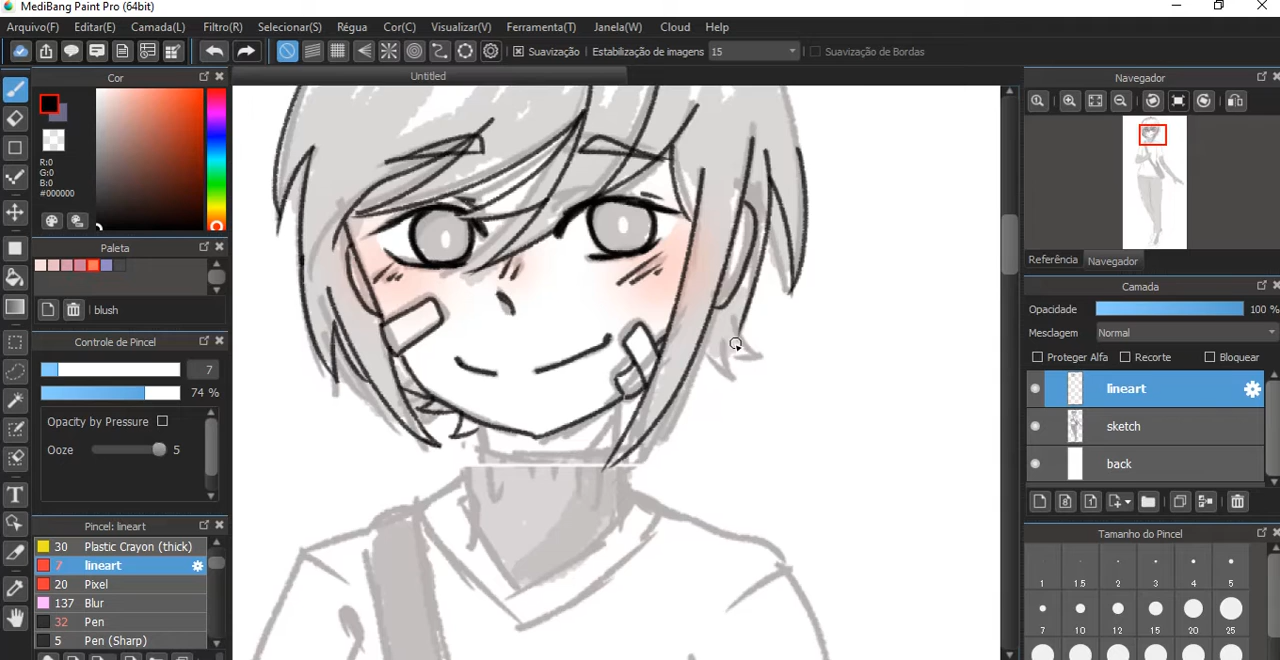 MediBang Paint Pro (64bit)
Arquivo(F) Editar(E) Camada(L) Filtro(R) Selecionar(S) Régua Cor(C) Visualizar(V) Ferramenta(T) Janela(W) Cloud Help
Suavização Estabilização de imagens 15 Suavização de Bordas
Cor
Untitled
Navegador
R:0
G:0
B:0
#000000
Paleta
blush
Referência Navegador
Camada
Opacidade 100 %
Mesclagem Normal
Controle de Pincel
7
74 %
Proteger Alfa Recorte Bloquear
lineart
sketch
back
Opacity by Pressure
Ooze 5
T
Pincel: lineart
30 Plastic Crayon (thick)
7 lineart
20 Pixel
137 Blur
32 Pen
5 Pen (Sharp)
Tamanho do Pincel
1 1.5 2 3 4 5
7 10 12 15 20 25